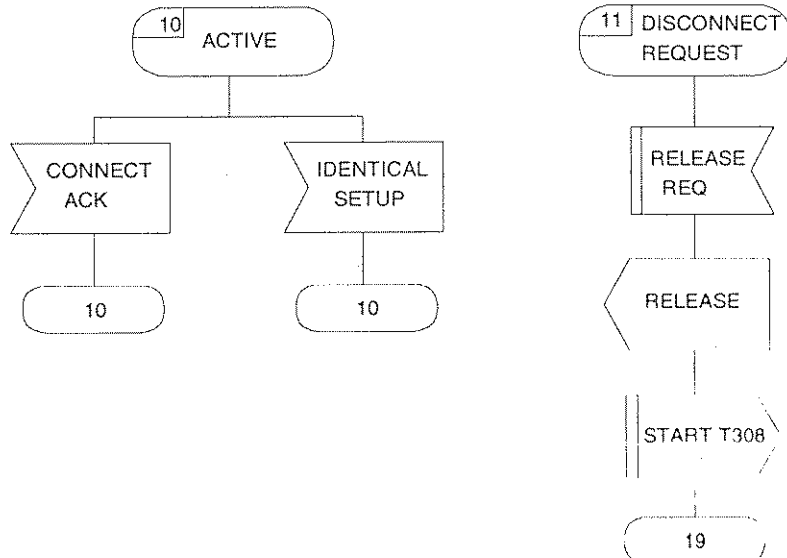 10
ACTIVE
CONNECT
ACK
IDENTICAL
SETUP
10
10
11
DISCONNECT
REQUEST
RELEASE
REQ
RELEASE
START T308
19